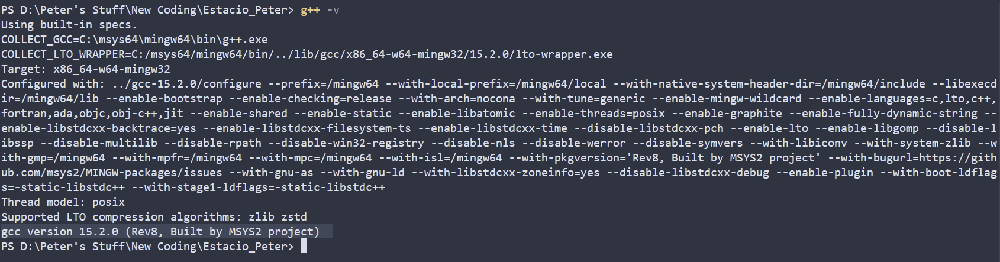 PS D:\Peter's Stuff\New Coding\Estacio_Peter> g++ -v
Using built-in specs.
COLLECT_GCC=C:\msys64\mingw64\bin\g++.exe
COLLECT_LTO_WRAPPER=C:/msys64/mingw64/bin/../lib/gcc/x86_64-w64-mingw32/15.2.0/lto-wrapper.exe
Target: x86_64-w64-mingw32
Configured with: ../gcc-15.2.0/configure --prefix=/mingw64 --with-local-prefix=/mingw64/local --with-native-system-header-dir=/mingw64/include --libexecd
ir=/mingw64/lib --enable-bootstrap --enable-checking=release --with-arch=nocona --with-tune=generic --enable-mingw-wildcard --enable-languages=c,lto,c++,
fortran,ada,objc,obj-c++,jit --enable-shared --enable-static --enable-libatomic --enable-threads=posix --enable-graphite --enable-fully-dynamic-string --
enable-libstdcxx-backtrace=yes --enable-libstdcxx-filesystem-ts --enable-libstdcxx-time --disable-libstdcxx-pch --enable-lto --enable-libgomp --disable-l
ibssp --disable-multilib --disable-rpath --disable-win32-registry --disable-nls --disable-werror --disable-symvers --with-libiconv --with-system-zlib --w
ith-gmp=/mingw64 --with-mpfr=/mingw64 --with-mpc=/mingw64 --with-isl=/mingw64 --with-pkgversion='Rev8, Built by MSYS2 project' --with-bugurl=https://gith
ub.com/msys2/MINGW-packages/issues --with-gnu-as --with-gnu-ld --with-libstdcxx-zoneinfo=yes --disable-libstdcxx-debug --enable-plugin --with-boot-ldflag
s=-static-libstdc++ --with-stage1-ldflags=-static-libstdc++
Thread model: posix
Supported LTO compression algorithms: zlib zstd
gcc version 15.2.0 (Rev8, Built by MSYS2 project)
PS D:\Peter's Stuff\New Coding\Estacio_Peter>